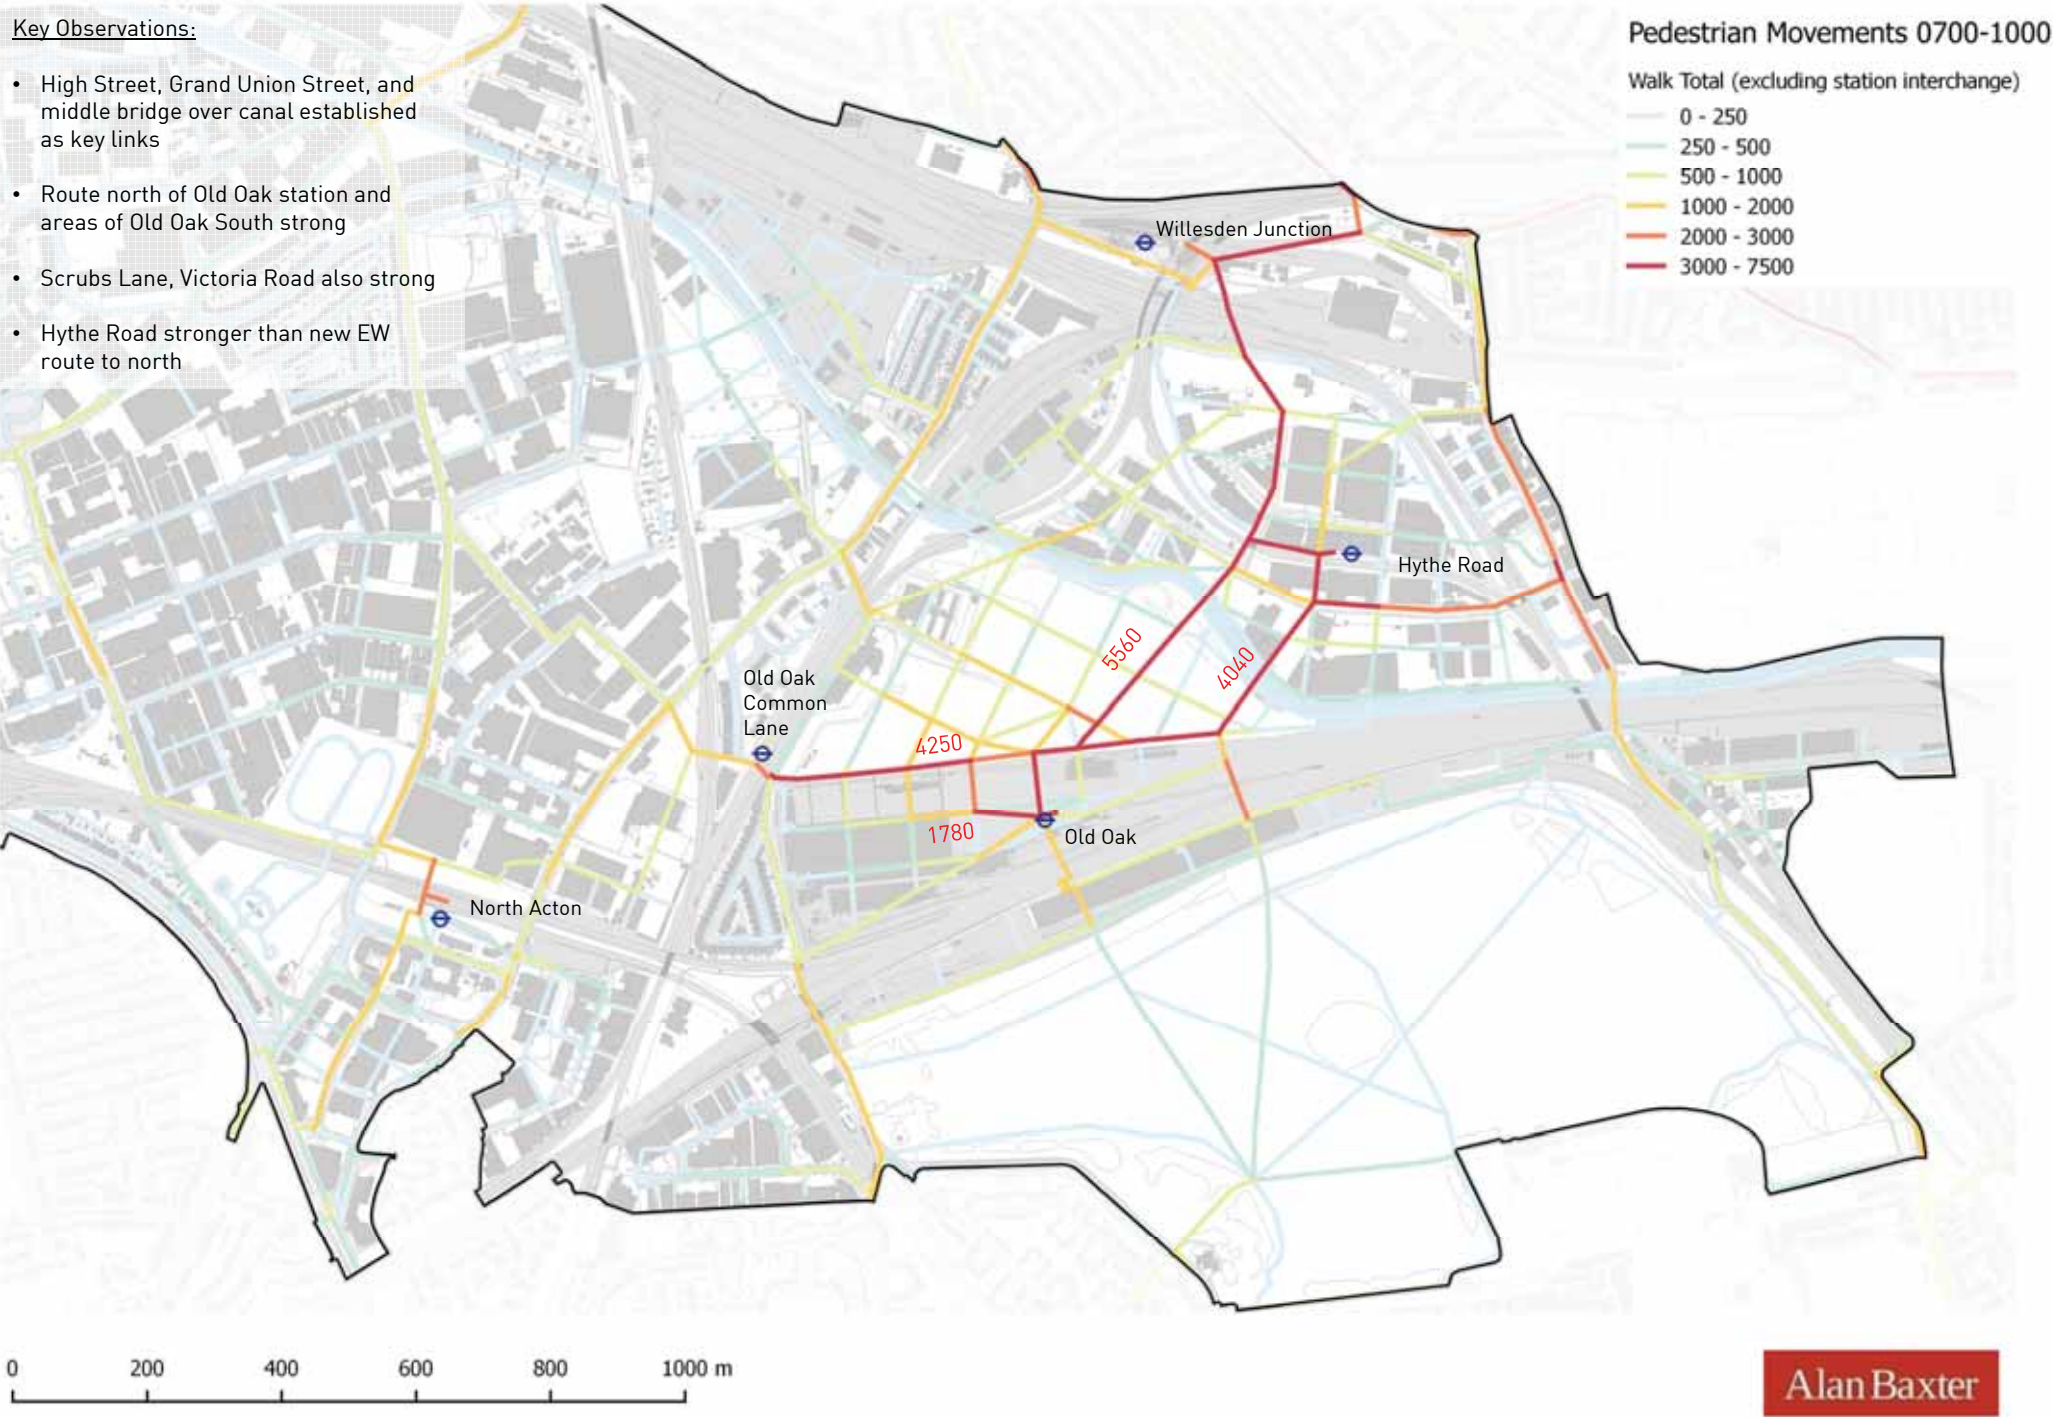 Key Observations:
• High Street, Grand Union Street, and
middle bridge over canal established
as key links
• Route north of Old Oak station and
areas of Old Oak South strong
• Scrubs Lane, Victoria Road also strong
• Hythe Road stronger than new EW
route to north
Pedestrian Movements 0700-1000
Walk Total (excluding station interchange)
0 - 250
250 - 500
500 - 1000
1000 - 2000
2000 - 3000
3000 - 7500
Willesden Junction
Hythe Road
5560
4040
Old Oak
Common
Lane
4250
1780
Old Oak
North Acton
0 200 400 600 800 1000 m
Alan Baxter